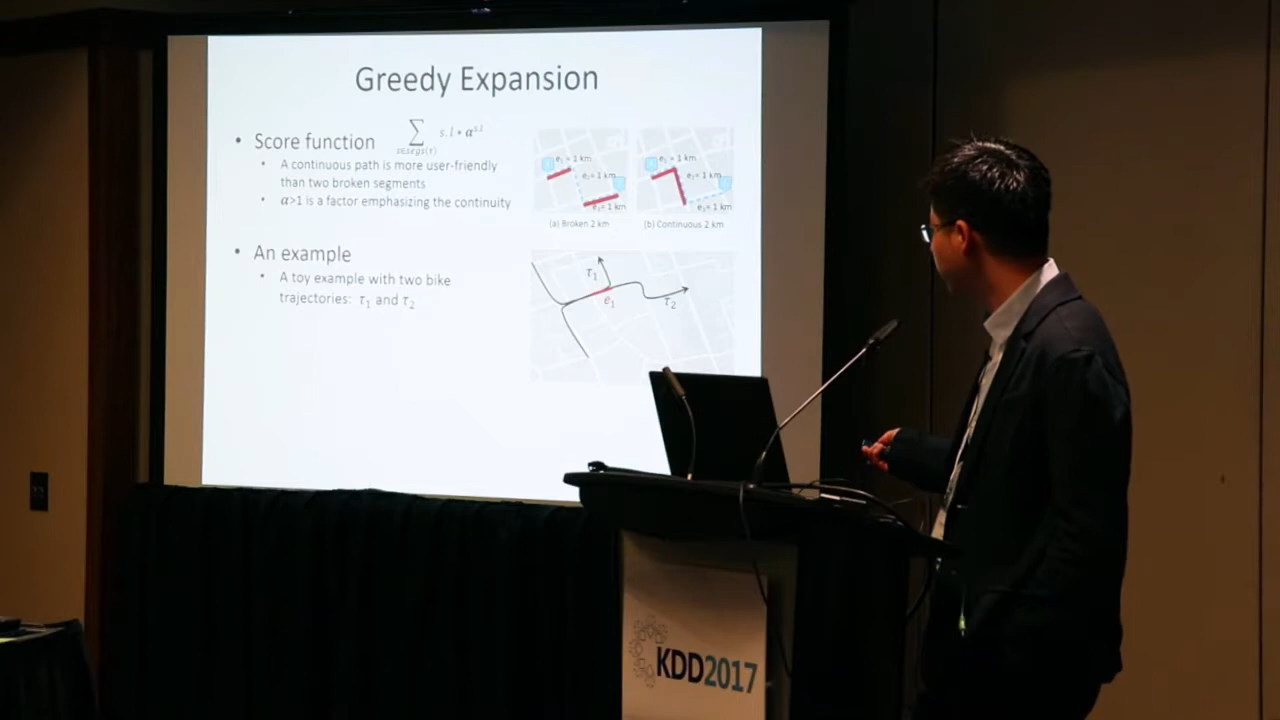 Greedy Expansion
• Score function
∑ s.l * α^s.l
s∈segs(τ)
• A continuous path is more user-friendly
than two broken segments
• α>1 is a factor emphasizing the continuity
e₁ = 1 km
e₂= 1 km
e₃= 1 km
(a) Broken 2 km
e₁ = 1 km
e₂= 1 km
e₃= 1 km
(b) Continuous 2 km
• An example
• A toy example with two bike
trajectories: τ₁ and τ₂
τ₁
e₁
τ₂
KDD2017